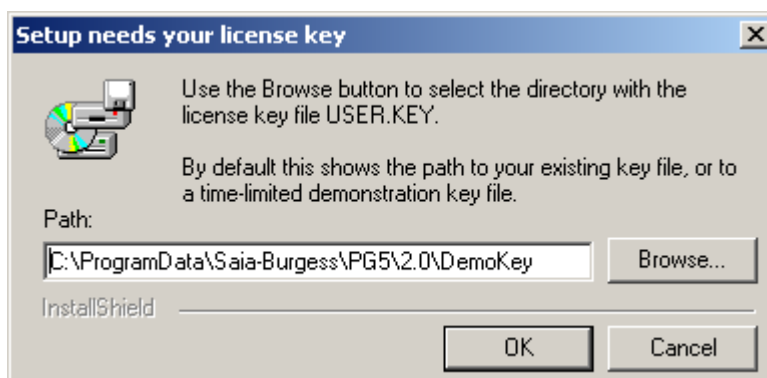 Setup needs your license key
Use the Browse button to select the directory with the
license key file USER.KEY.
By default this shows the path to your existing key file, or to
a time-limited demonstration key file.
Path:
C:\ProgramData\Saia-Burgess\PG5\2.0\DemoKey
Browse...
InstallShield
OK
Cancel